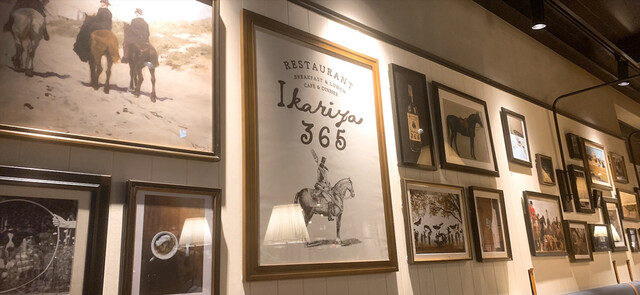 RESTAURANT
BREAKFAST & LUNCH
CAFE & DINNER
Ikariya
365